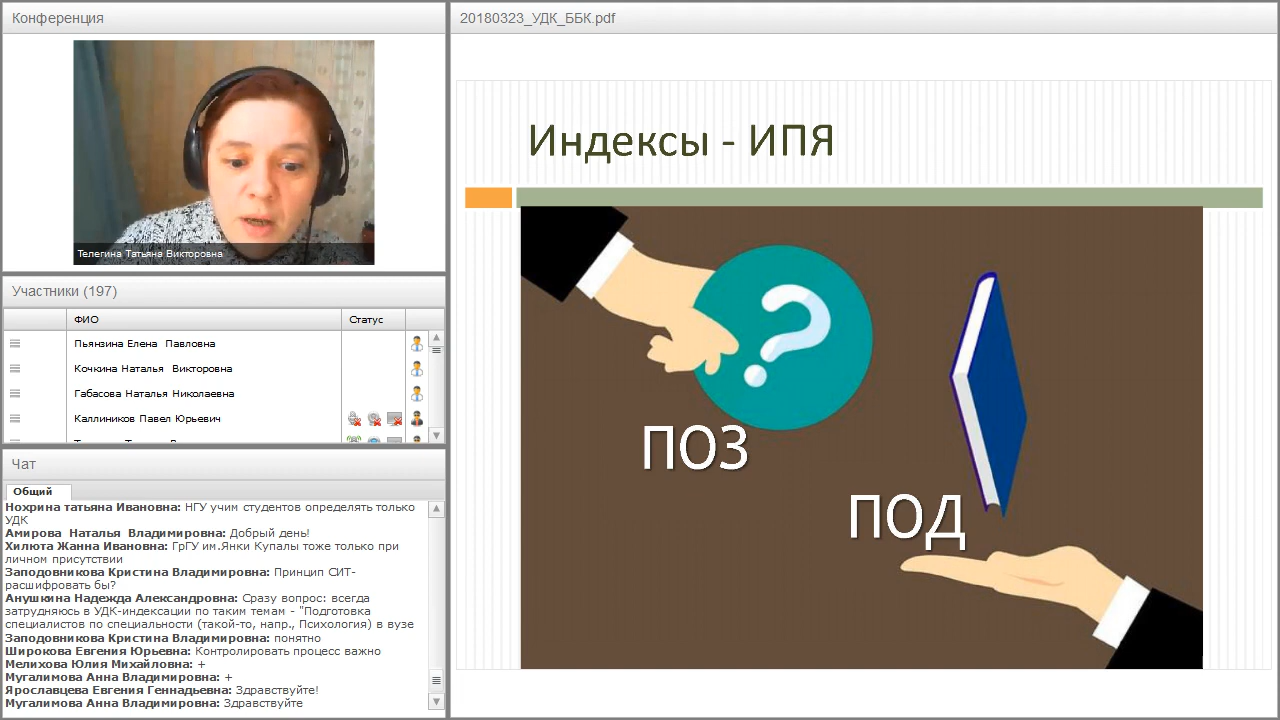 Конференция
Телегина Татьяна Викторовна
Участники (197)
ФИО Статус
Пьянзина Елена Павловна
Кочкина Наталья Викторовна
Габасова Наталья Николаевна
Каллиников Павел Юрьевич
Чат
Общий
Нохрина татьяна Ивановна: НГУ учим студентов определять только
УДК
Амирова Наталья Владимировна: Добрый день!
Хилюта Жанна Ивановна: ГрГУ им.Янки Купалы тоже только при
личном присутствии
Заподовникова Кристина Владимировна: Принцип СИТ-
расшифровать бы?
Анушкина Надежда Александровна: Сразу вопрос: всегда
затрудняюсь в УДК-индексации по таким темам - "Подготовка
специалистов по специальности (такой-то, напр., Психология) в вузе
Заподовникова Кристина Владимировна: понятно
Широкова Евгения Юрьевна: Контролировать процесс важно
Мелихова Юлия Михайловна: +
Мугалимова Анна Владимировна: +
Ярославцева Евгения Геннадьевна: Здравствуйте!
Мугалимова Анна Владимировна: Здравствуйте
20180323_УДК_ББК.pdf
Индексы - ИПЯ
?
ПОЗ
ПОД